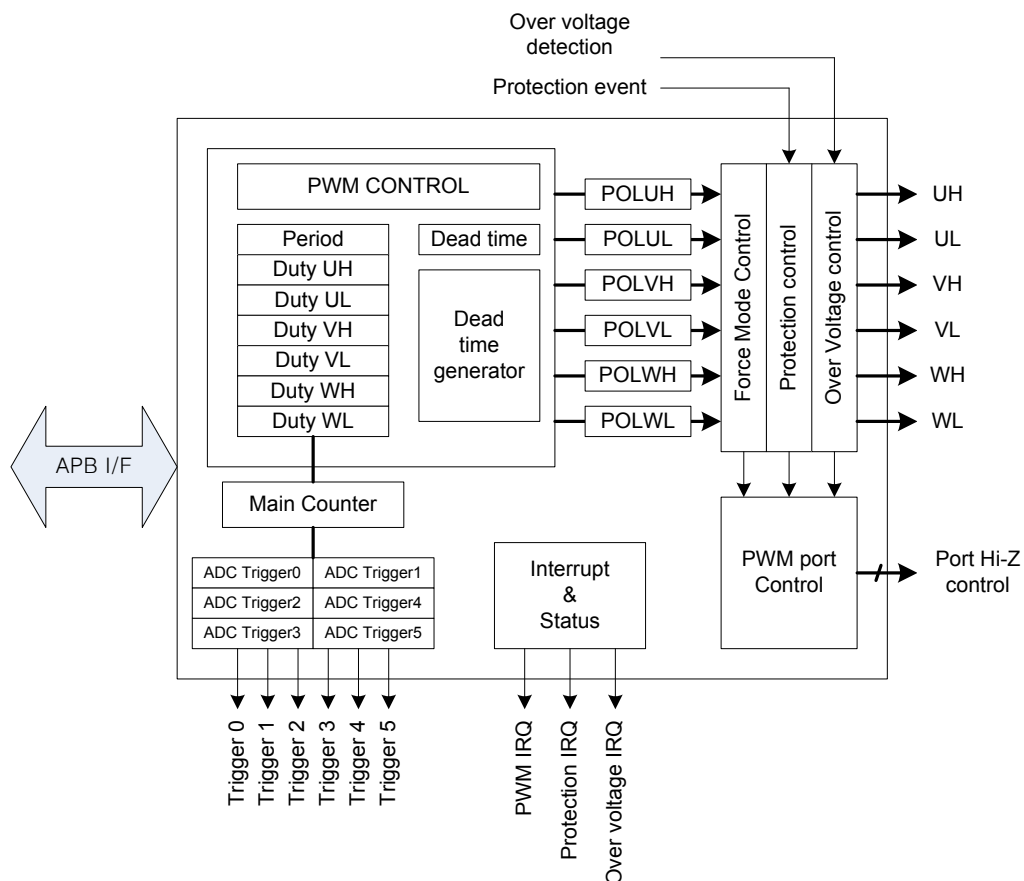 Over voltage
detection
Protection event
PWM CONTROL
Period
Duty UH
Duty UL
Duty VH
Duty VL
Duty WH
Duty WL
Dead time
Dead
time
generator
POLUH
POLUL
POLVH
POLVL
POLWH
POLWL
Force Mode Control
Protection control
Over Voltage control
UH
UL
VH
VL
WH
WL
APB I/F
Main Counter
ADC Trigger0
ADC Trigger1
ADC Trigger2
ADC Trigger4
ADC Trigger3
ADC Trigger5
Interrupt
&
Status
PWM port
Control
Port Hi-Z
control
Trigger 0
Trigger 1
Trigger 2
Trigger 3
Trigger 4
Trigger 5
PWM IRQ
Protection IRQ
Over voltage IRQ